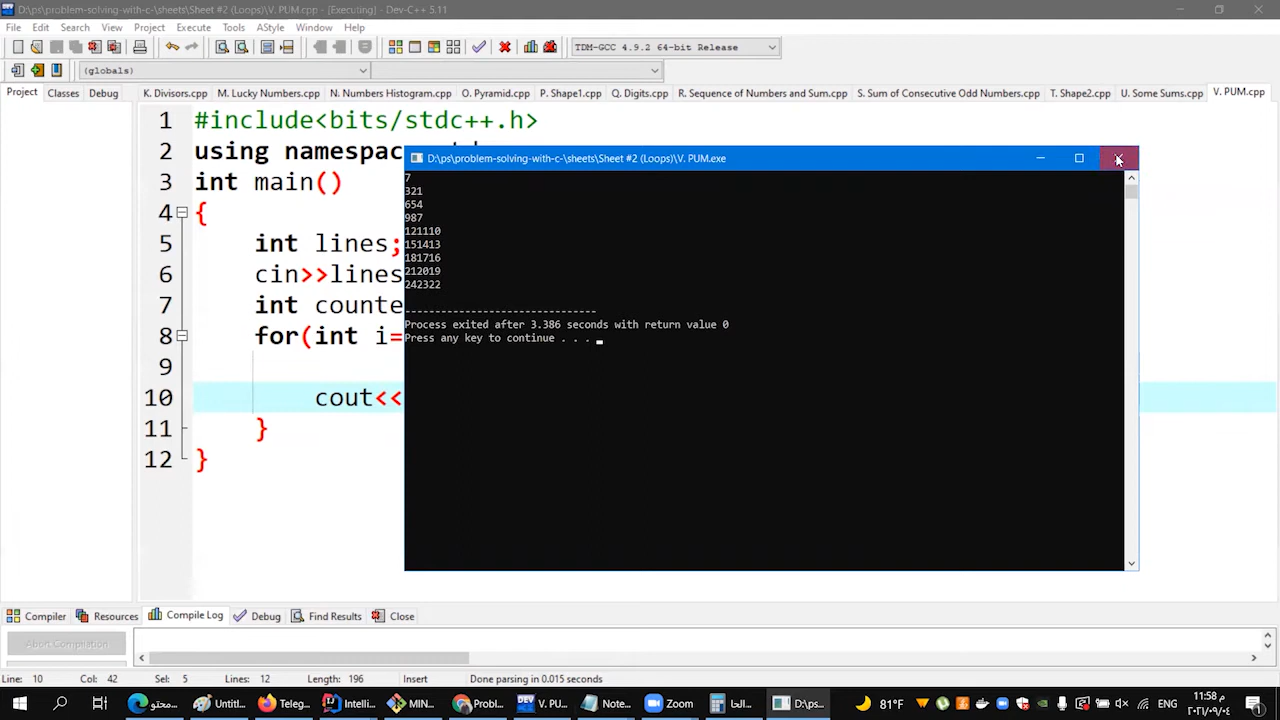 D:\ps\problem-solving-with-c-\sheets\Sheet #2 (Loops)\V. PUM.cpp - [Executing] - Dev-C++ 5.11
File Edit Search View Project Execute Tools AStyle Window Help
TDM-GCC 4.9.2 64-bit Release
(globals)
Project Classes Debug K. Divisors.cpp M. Lucky Numbers.cpp N. Numbers Histogram.cpp O. Pyramid.cpp P. Shape1.cpp Q. Digits.cpp R. Sequence of Numbers and Sum.cpp S. Sum of Consecutive Odd Numbers.cpp T. Shape2.cpp U. Some Sums.cpp V. PUM.cpp
1 #include<bits/stdc++.h>
2 using namespac
3 int main()
4 {
5 int lines;
6 cin>>lines
7 int counte
8 for(int i=
9
10 cout<<
11 }
12 }
D:\ps\problem-solving-with-c-\sheets\Sheet #2 (Loops)\V. PUM.exe
7
321
654
987
121110
151413
181716
212019
242322
--------------------------------
Process exited after 3.386 seconds with return value 0
Press any key to continue . . .
Compiler Resources Compile Log Debug Find Results Close
Abort Compilation
Line: 10 Col: 42 Sel: 5 Lines: 12 Length: 196 Insert Done parsing in 0.015 seconds
محتو... Untitl... Teleg... Intelli... MIN... Probl... V. PU... Note... Zoom الحا... D:\ps... 81°F ENG 11:58 م
٢٠٢١/٠٩/٠٤